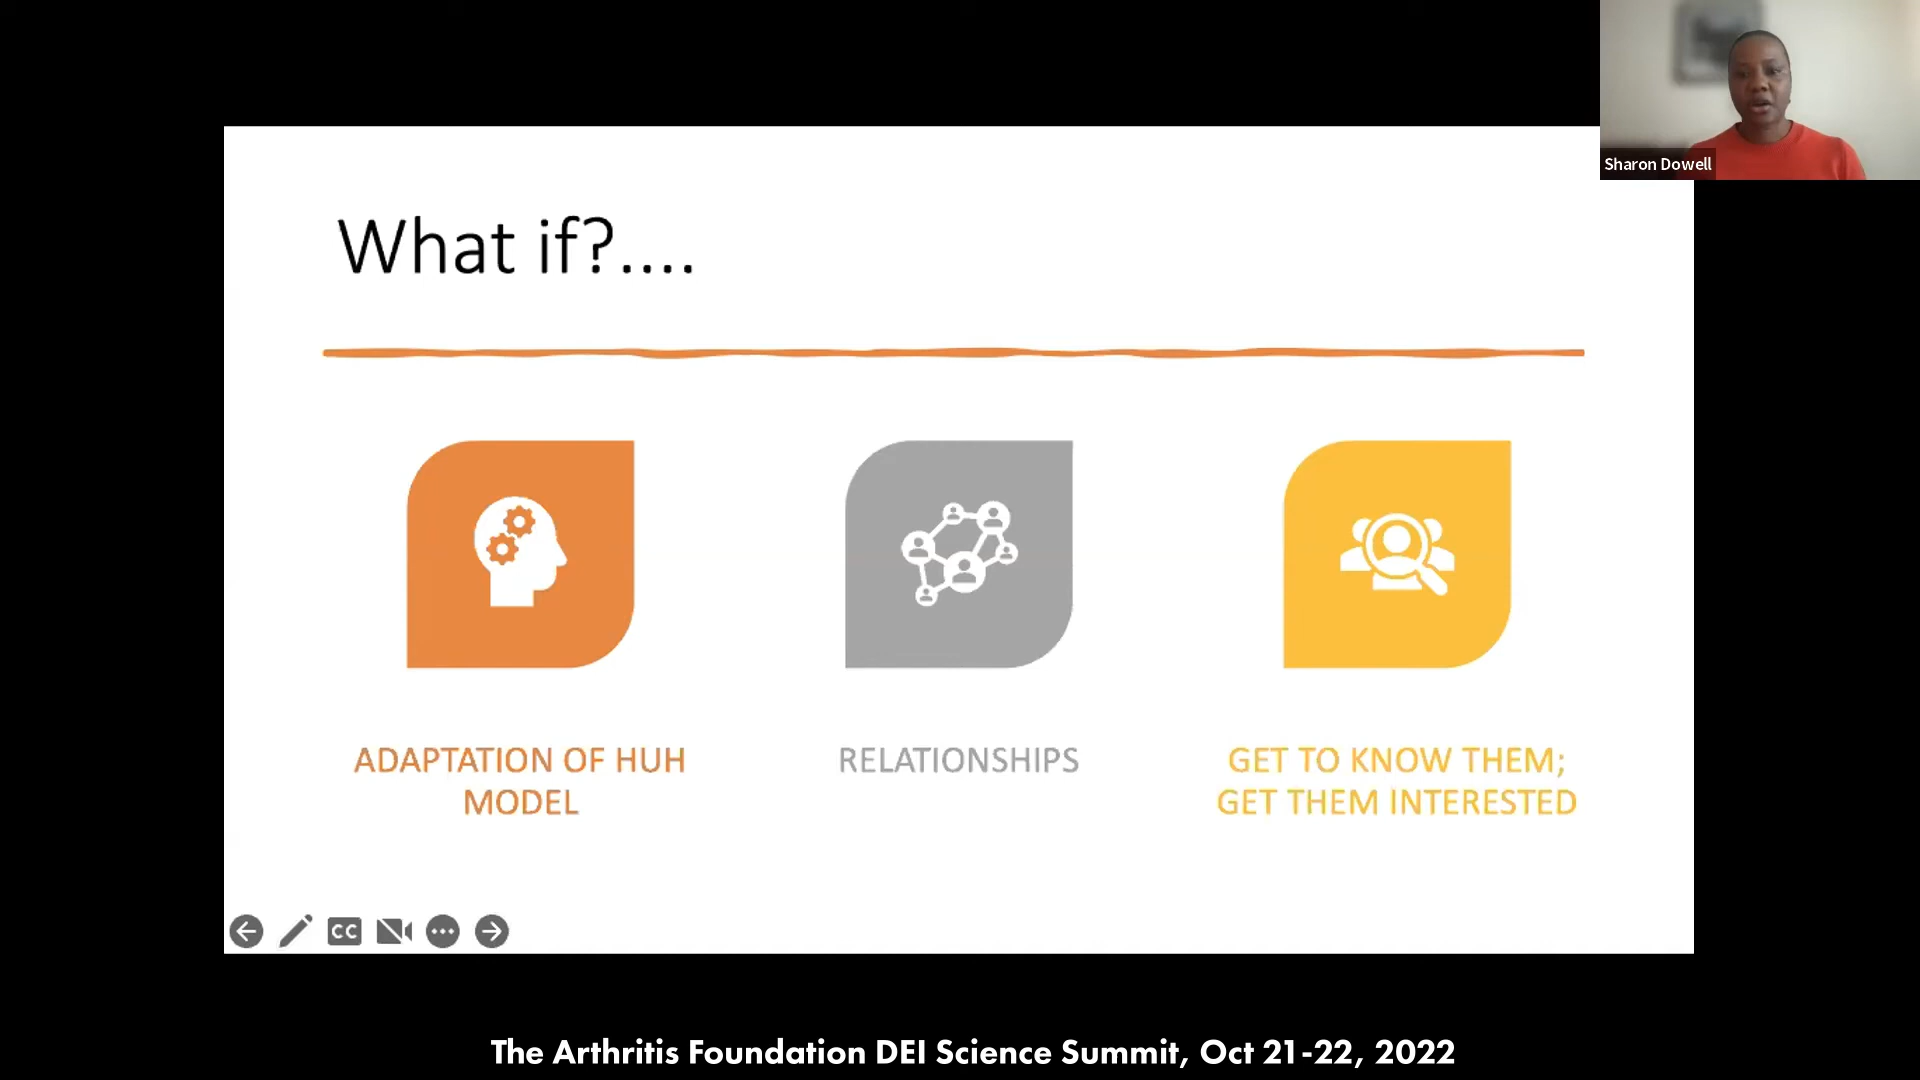 Sharon Dowell
What if?....
ADAPTATION OF HUH
MODEL
RELATIONSHIPS
GET TO KNOW THEM;
GET THEM INTERESTED
CC
The Arthritis Foundation DEI Science Summit, Oct 21-22, 2022